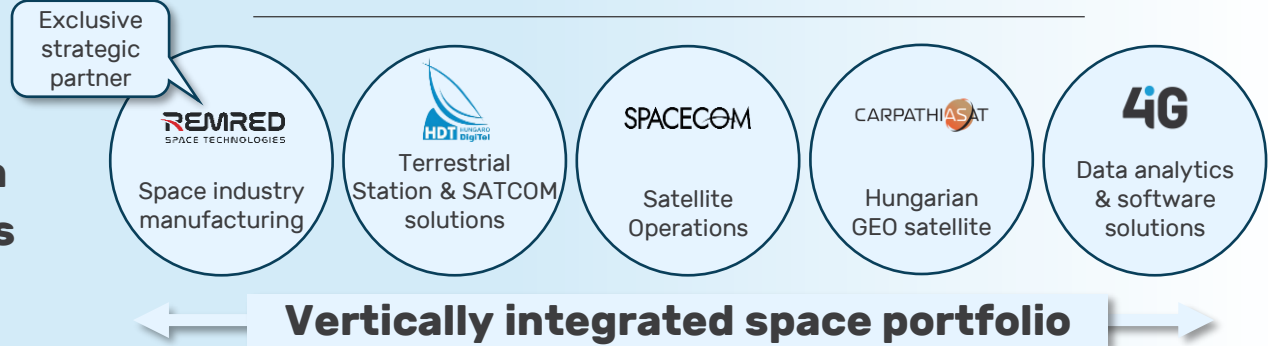 Exclusive
strategic
partner
REMRED
SPACE TECHNOLOGIES
Space industry
manufacturing
HDT HUNGARO
DigiTel
Terrestrial
Station & SATCOM
solutions
SPACECOM
Satellite
Operations
CARPATHIASAT
Hungarian
GEO satellite
4iG
Data analytics
& software
solutions
Vertically integrated space portfolio